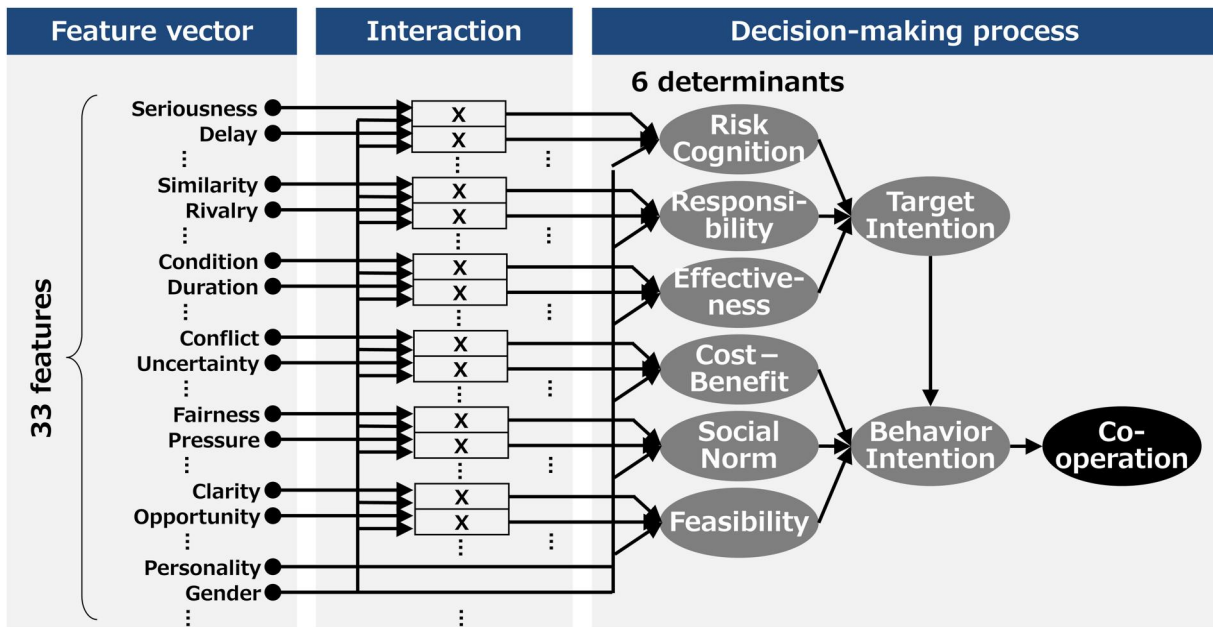 Feature vector
Interaction
Decision-making process
6 determinants
33 features
Seriousness
Delay
⋮
Similarity
Rivalry
⋮
Condition
Duration
⋮
Conflict
Uncertainty
⋮
Fairness
Pressure
⋮
Clarity
Opportunity
⋮
Personality
Gender
⋮
X
X
⋮ ⋮
X
X
⋮ ⋮
X
X
⋮ ⋮
X
X
⋮ ⋮
X
X
⋮ ⋮
X
X
⋮ ⋮
⋮
Risk
Cognition
Responsi-
bility
Effective-
ness
Cost–
Benefit
Social
Norm
Feasibility
Target
Intention
Behavior
Intention
Co-
operation